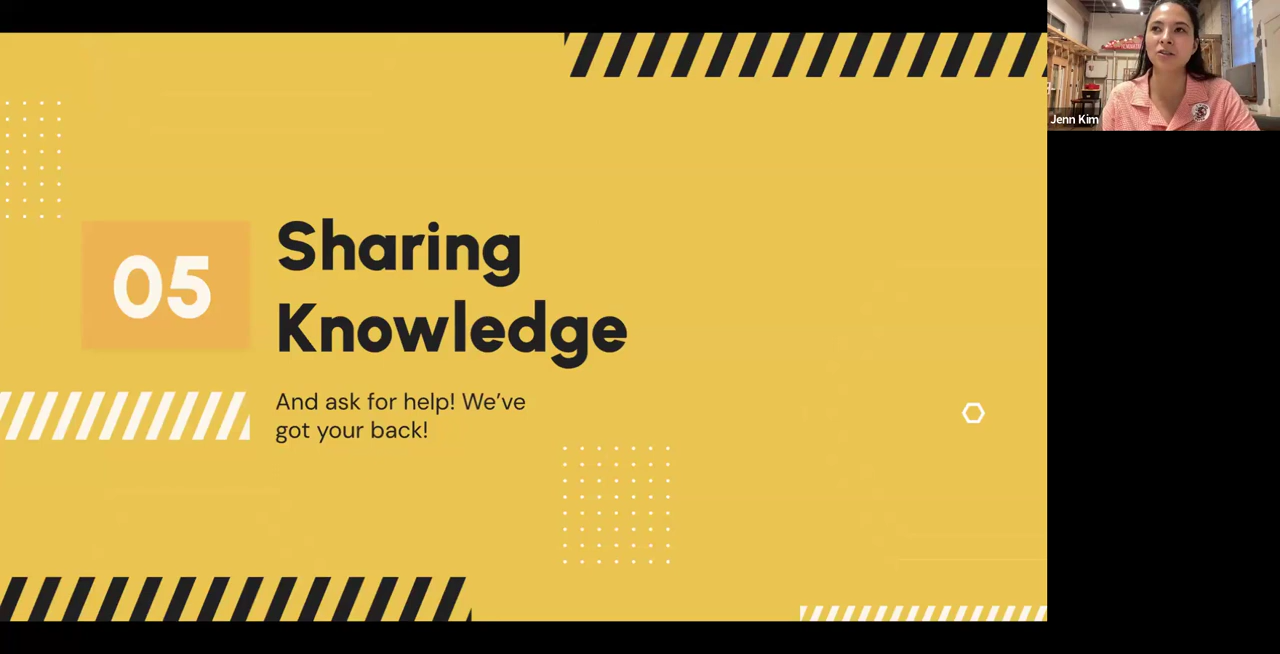 Jenn Kim
05
Sharing
Knowledge
And ask for help! We’ve
got your back!